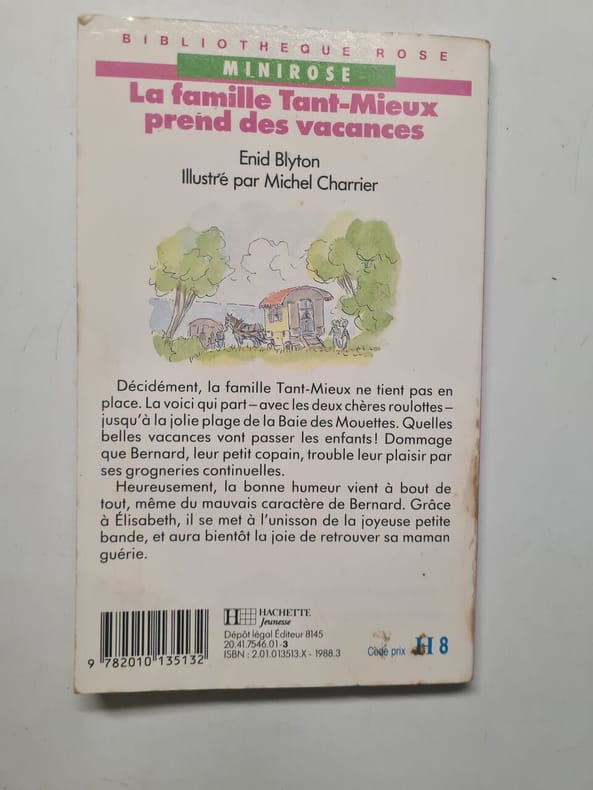 BIBLIOTHEQUE ROSE
MINIROSE
La famille Tant-Mieux
prend des vacances
Enid Blyton
Illustré par Michel Charrier
Décidément, la famille Tant-Mieux ne tient pas en
place. La voici qui part – avec les deux chères roulottes –
jusqu'à la jolie plage de la Baie des Mouettes. Quelles
belles vacances vont passer les enfants! Dommage
que Bernard, leur petit copain, trouble leur plaisir par
ses grogneries continuelles.
Heureusement, la bonne humeur vient à bout de
tout, même du mauvais caractère de Bernard. Grâce
à Élisabeth, il se met à l'unisson de la joyeuse petite
bande, et aura bientôt la joie de retrouver sa maman
guérie.
HACHETTE
Jeunesse
Dépôt légal Éditeur 8145
20.41.7546.01-3
ISBN : 2.01.013513.X - 1988.3
9 782010 135132
Code prix H 8